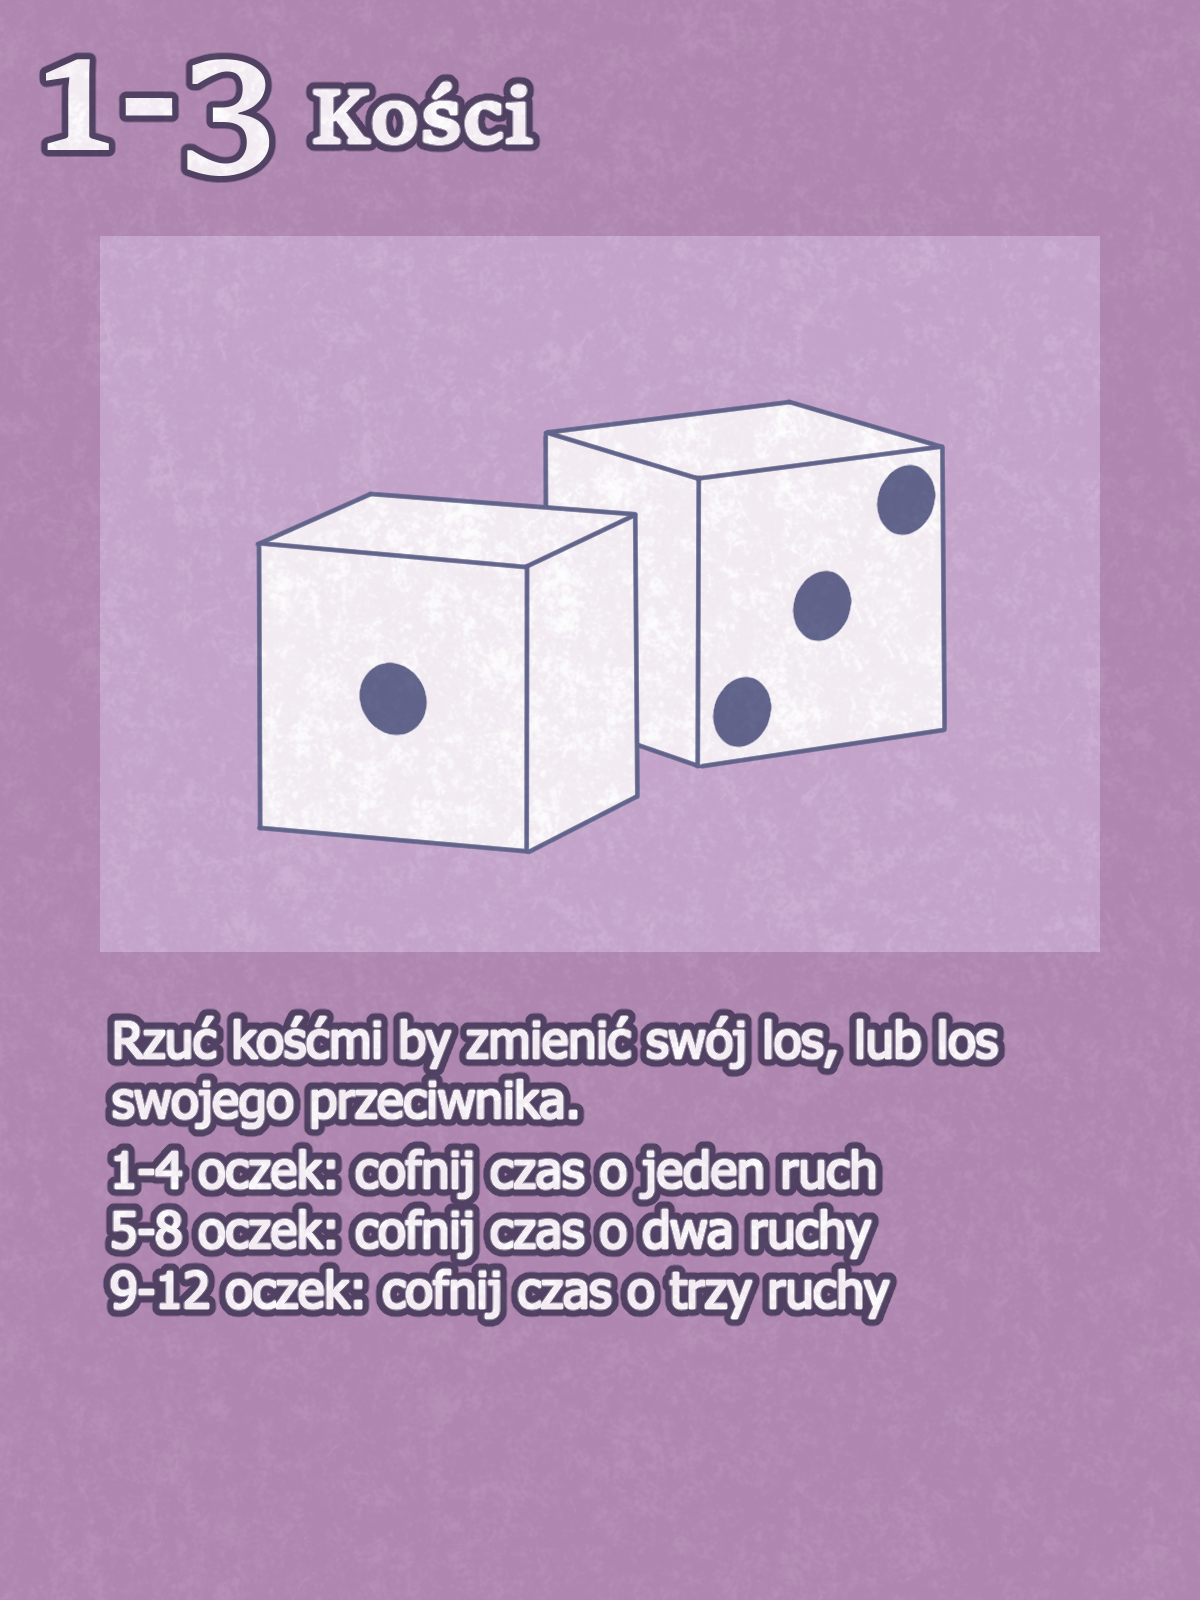 1-3 Kości
Rzuć kośćmi by zmienić swój los, lub los
swojego przeciwnika.
1-4 oczek: cofnij czas o jeden ruch
5-8 oczek: cofnij czas o dwa ruchy
9-12 oczek: cofnij czas o trzy ruchy